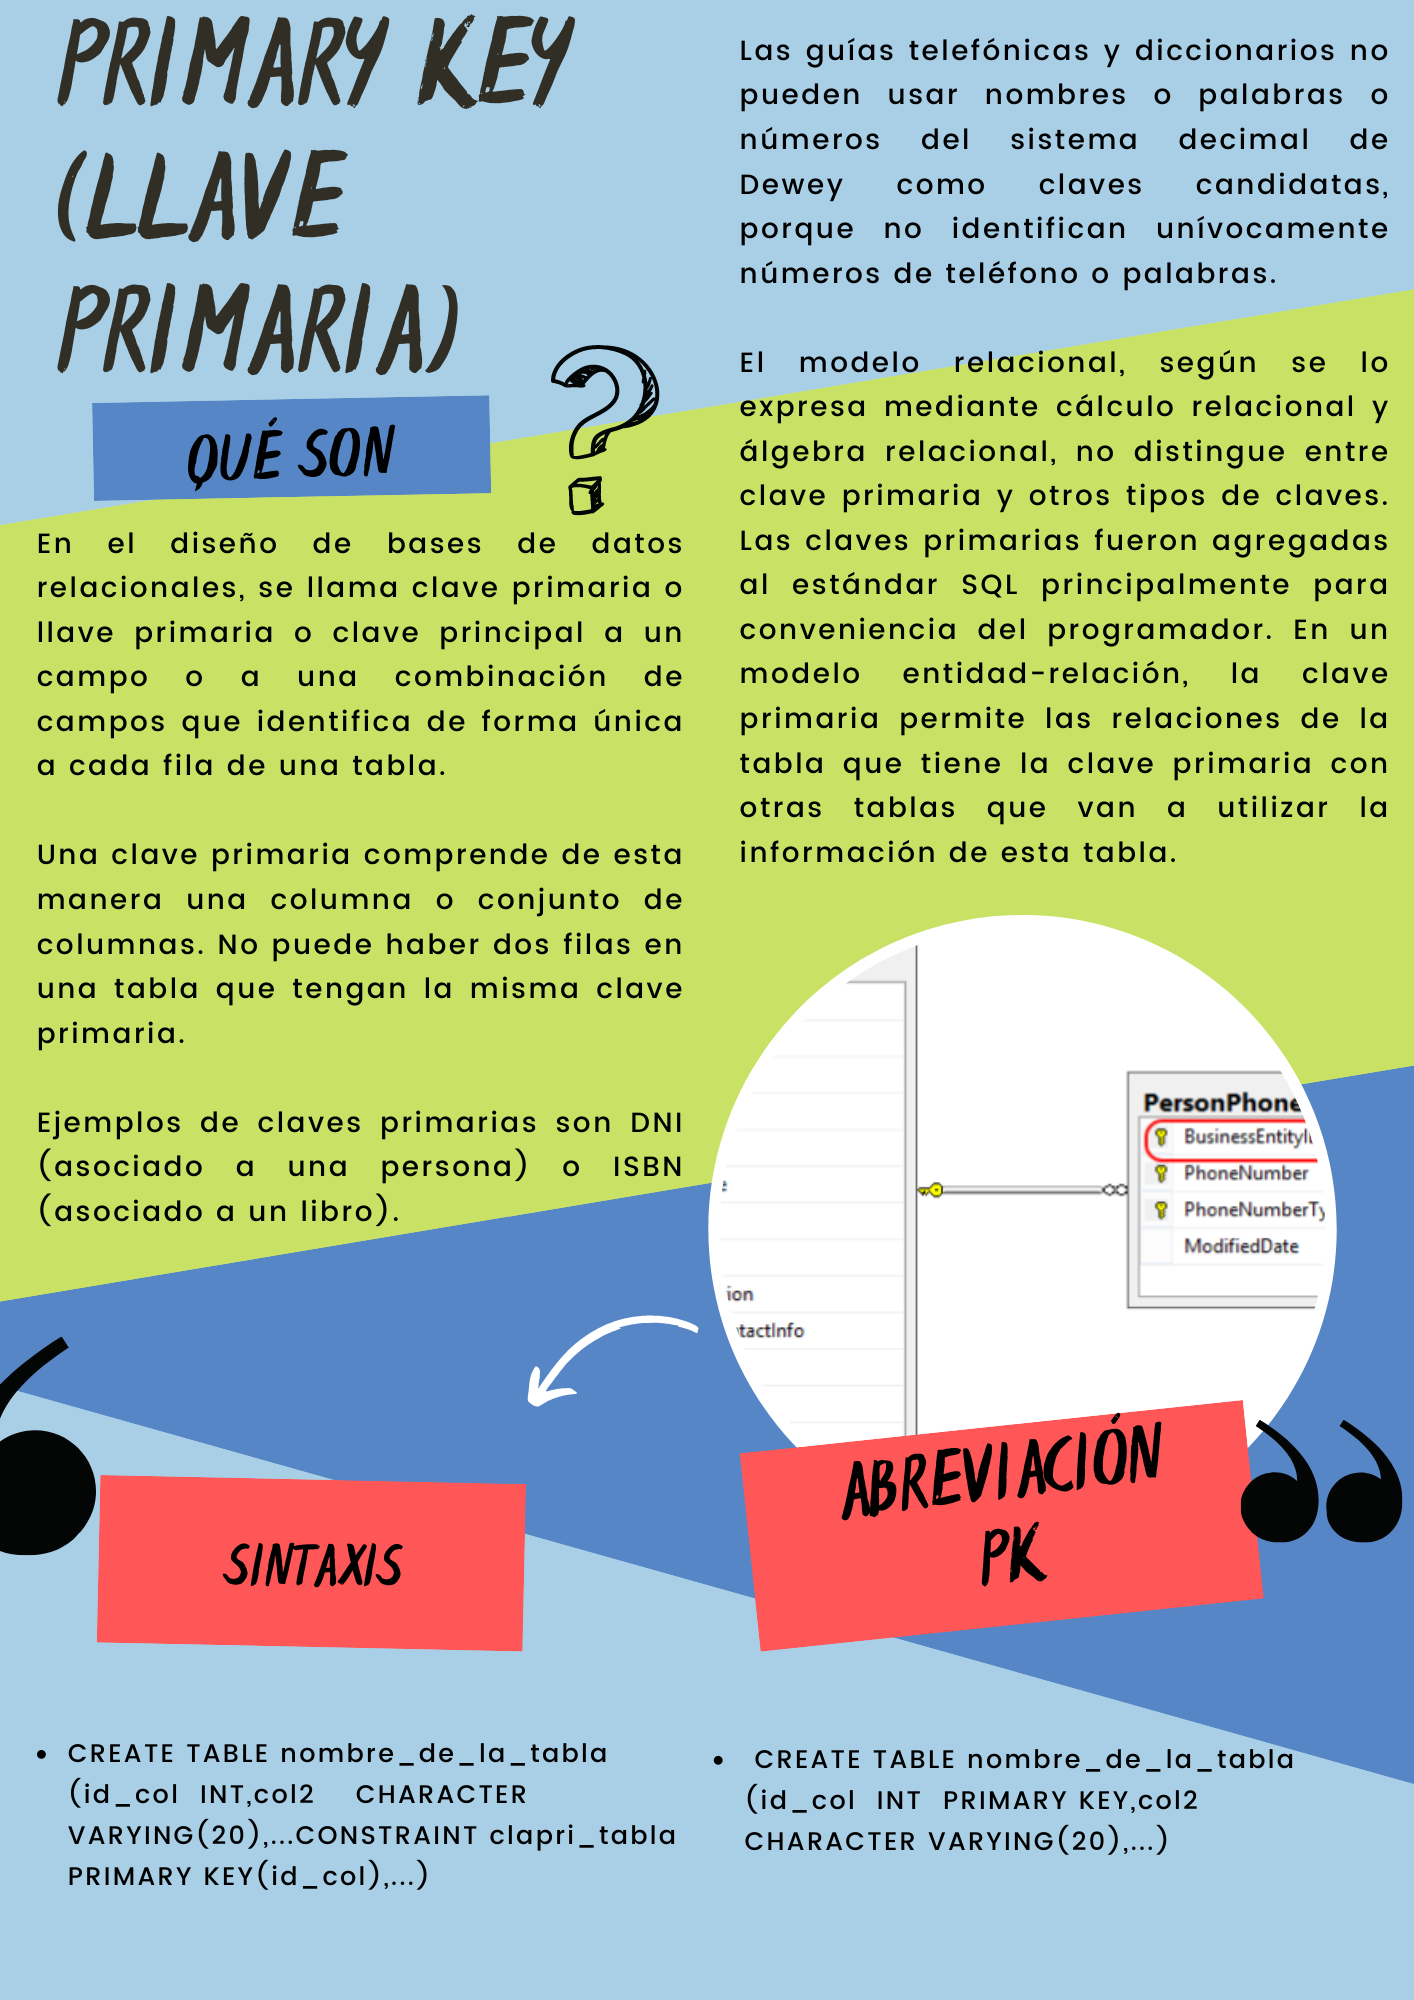 PRIMARY KEY
(LLAVE
PRIMARIA)
QUÉ SON
?
En el diseño de bases de datos
relacionales, se llama clave primaria o
llave primaria o clave principal a un
campo o a una combinación de
campos que identifica de forma única
a cada fila de una tabla.
Una clave primaria comprende de esta
manera una columna o conjunto de
columnas. No puede haber dos filas en
una tabla que tengan la misma clave
primaria.
Ejemplos de claves primarias son DNI
(asociado a una persona) o ISBN
(asociado a un libro).
Las guías telefónicas y diccionarios no
pueden usar nombres o palabras o
números del sistema decimal de
Dewey como claves candidatas,
porque no identifican unívocamente
números de teléfono o palabras.
El modelo relacional, según se lo
expresa mediante cálculo relacional y
álgebra relacional, no distingue entre
clave primaria y otros tipos de claves.
Las claves primarias fueron agregadas
al estándar SQL principalmente para
conveniencia del programador. En un
modelo entidad-relación, la clave
primaria permite las relaciones de la
tabla que tiene la clave primaria con
otras tablas que van a utilizar la
información de esta tabla.
PersonPhone
BusinessEntityI
PhoneNumber
PhoneNumberTy
ModifiedDate
ion
tactInfo
SINTAXIS
CREATE TABLE nombre_de_la_tabla
(id_col INT,col2 CHARACTER
VARYING(20),...CONSTRAINT clapri_tabla
PRIMARY KEY(id_col),...)
ABREVIACIÓN
PK
CREATE TABLE nombre_de_la_tabla
(id_col INT PRIMARY KEY,col2
CHARACTER VARYING(20),...)